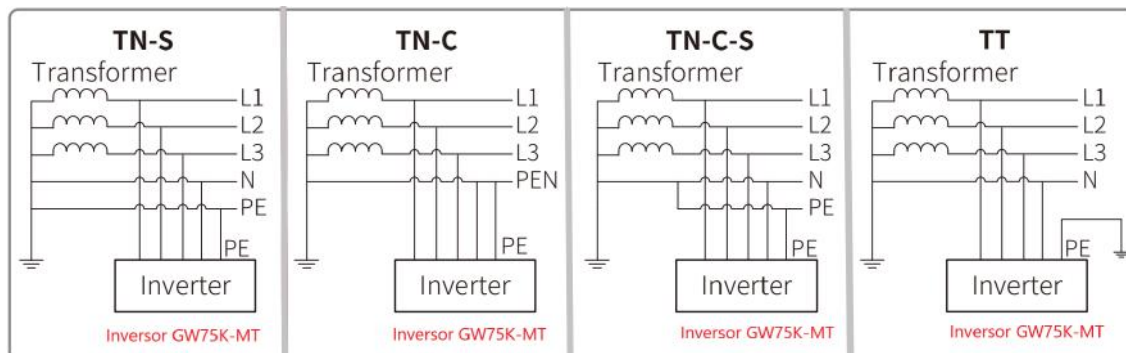 TN-S
Transformer
L1
L2
L3
N
PE
PE
Inverter
Inversor GW75K-MT
TN-C
Transformer
L1
L2
L3
PEN
PE
Inverter
Inversor GW75K-MT
TN-C-S
Transformer
L1
L2
L3
N
PE
PE
Inverter
Inversor GW75K-MT
TT
Transformer
L1
L2
L3
N
PE
Inverter
Inversor GW75K-MT